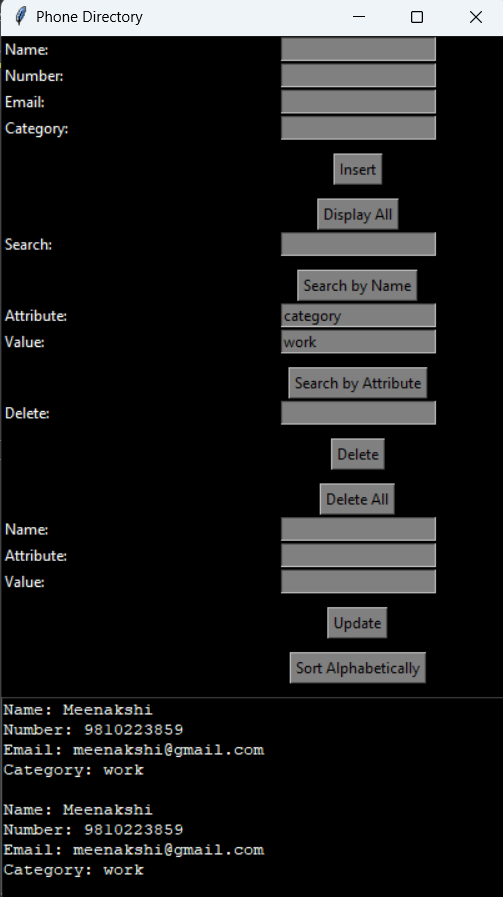 Phone Directory
Name:
Number:
Email:
Category:
Insert
Display All
Search:
Search by Name
Attribute: category
Value: work
Search by Attribute
Delete:
Delete
Delete All
Name:
Attribute:
Value:
Update
Sort Alphabetically
Name: Meenakshi
Number: 9810223859
Email: meenakshi@gmail.com
Category: work
Name: Meenakshi
Number: 9810223859
Email: meenakshi@gmail.com
Category: work